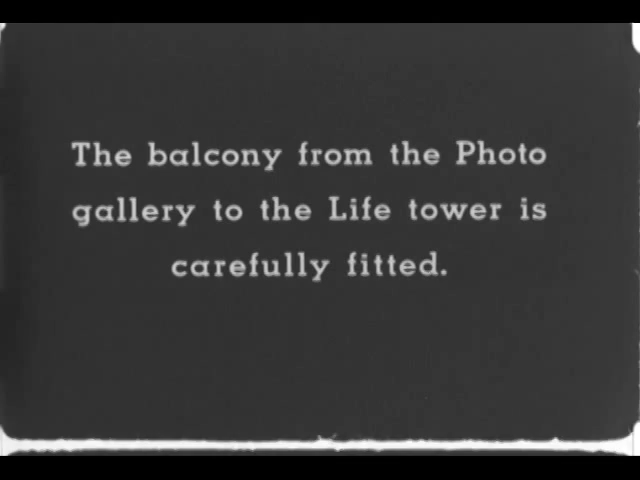 The balcony from the Photo
gallery to the Life tower is
carefully fitted.